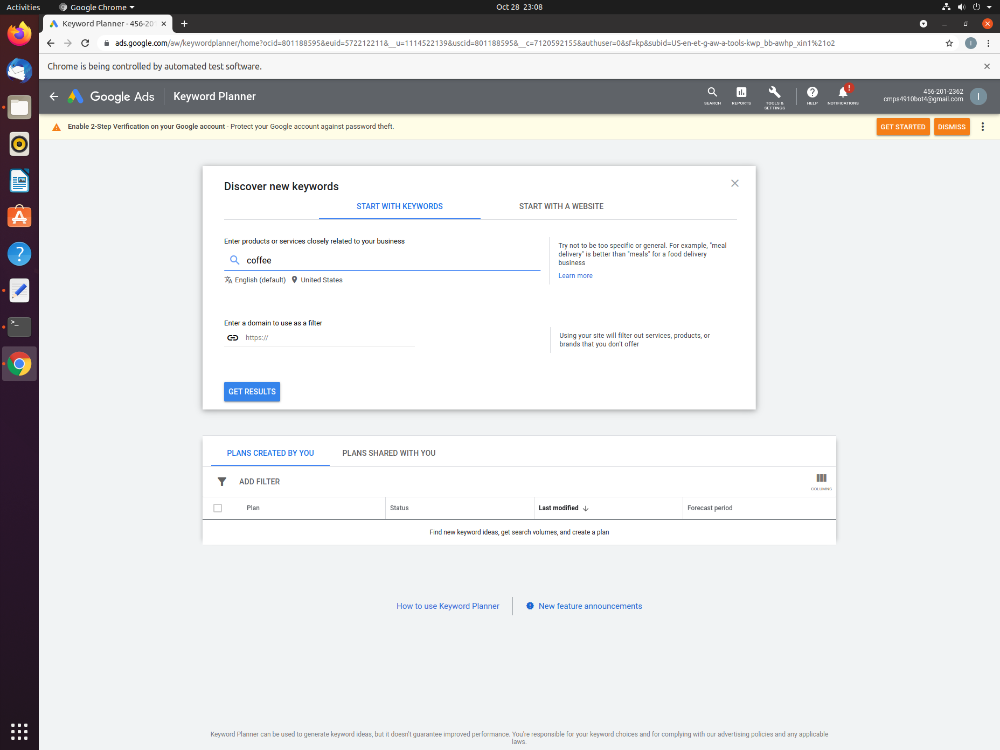 Activities
Google Chrome
Oct 28 23:08
Keyword Planner - 456-201
ads.google.com/aw/keywordplanner/home?ocid=801188595&euid=572212211&__u=1114522139&uscid=801188595&__c=7120592155&authuser=0&sf=kp&subid=US-en-et-g-aw-a-tools-kwp_bb-awhp_xin1%21o2
I
Chrome is being controlled by automated test software.
Google Ads
Keyword Planner
SEARCH
REPORTS
TOOLS &
SETTINGS
HELP
!
NOTIFICATIONS
456-201-2362
cmps4910bot4@gmail.com
I
Enable 2-Step Verification on your Google account - Protect your Google account against password theft.
GET STARTED
DISMISS
Discover new keywords
START WITH KEYWORDS
START WITH A WEBSITE
Enter products or services closely related to your business
coffee
English (default)
United States
Try not to be too specific or general. For example, "meal
delivery" is better than "meals" for a food delivery
business
Learn more
Enter a domain to use as a filter
https://
Using your site will filter out services, products, or
brands that you don't offer
GET RESULTS
PLANS CREATED BY YOU
PLANS SHARED WITH YOU
ADD FILTER
COLUMNS
Plan
Status
Last modified
Forecast period
Find new keyword ideas, get search volumes, and create a plan
How to use Keyword Planner
New feature announcements
Keyword Planner can be used to generate keyword ideas, but it doesn't guarantee improved performance. You're responsible for your keyword choices and for complying with our advertising policies and any applicable
laws.